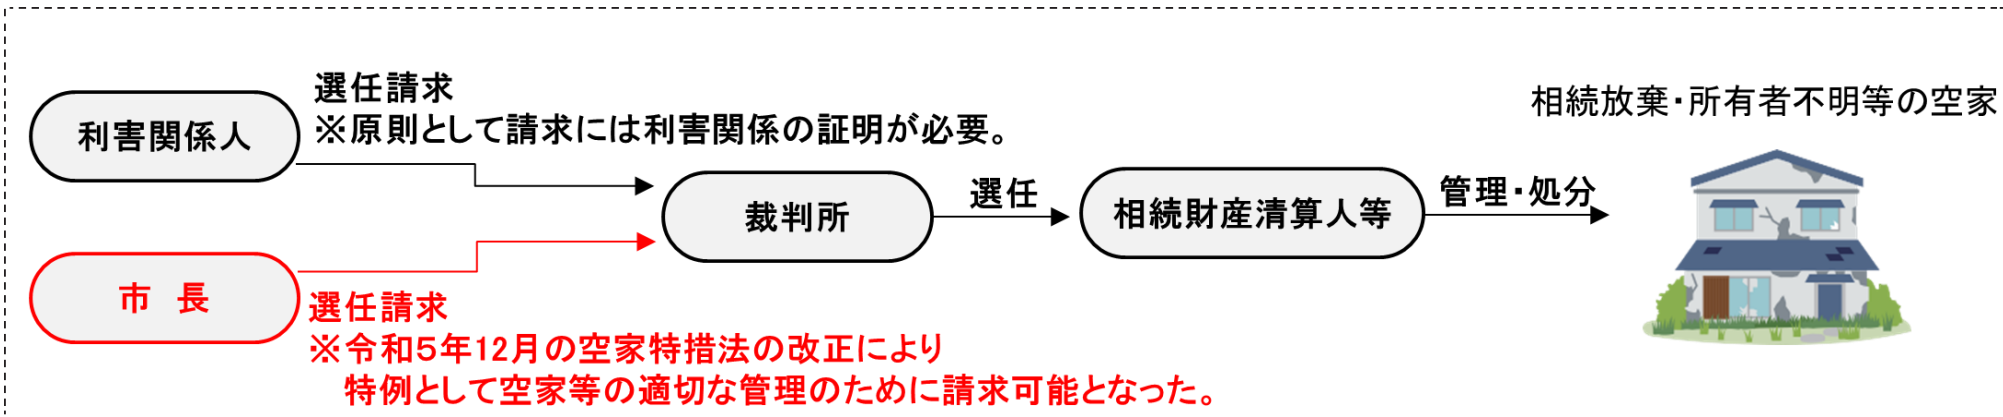 利害関係人
選任請求
※原則として請求には利害関係の証明が必要。
相続放棄・所有者不明等の空家
裁判所
選任
相続財産清算人等
管理・処分
市　長
選任請求
※令和5年12月の空家特措法の改正により
特例として空家等の適切な管理のために請求可能となった。